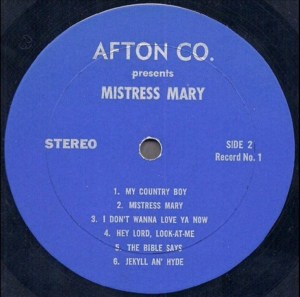 AFTON CO.
presents
MISTRESS MARY
STEREO
SIDE 2
Record No. 1
1. MY COUNTRY BOY
2. MISTRESS MARY
3. I DON'T WANNA LOVE YA NOW
4. HEY LORD, LOOK-AT-ME
5. THE BIBLE SAYS
6. JEKYLL AN' HYDE